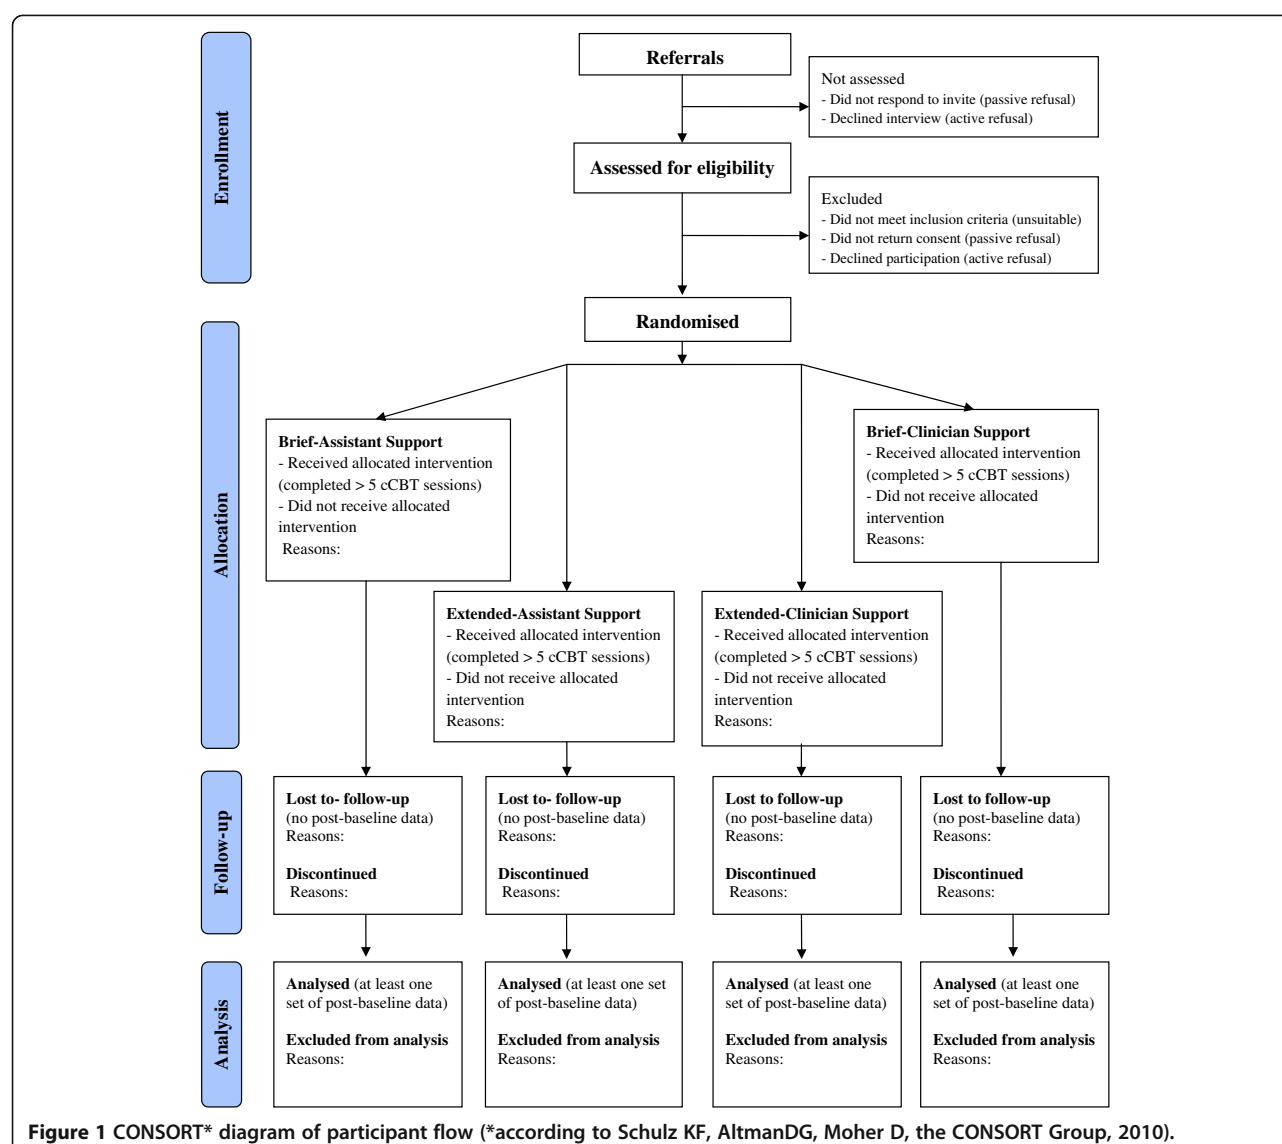 Enrollment
Referrals
Not assessed
- Did not respond to invite (passive refusal)
- Declined interview (active refusal)
Assessed for eligibility
Excluded
- Did not meet inclusion criteria (unsuitable)
- Did not return consent (passive refusal)
- Declined participation (active refusal)
Randomised
Allocation
Brief-Assistant Support
- Received allocated intervention
(completed > 5 cCBT sessions)
- Did not receive allocated
intervention
Reasons:
Brief-Clinician Support
- Received allocated intervention
(completed > 5 cCBT sessions)
- Did not receive allocated
intervention
Reasons:
Extended-Assistant Support
- Received allocated intervention
(completed > 5 cCBT sessions)
- Did not receive allocated
intervention
Reasons:
Extended-Clinician Support
- Received allocated intervention
(completed > 5 cCBT sessions)
- Did not receive allocated
intervention
Reasons:
Follow-up
Lost to- follow-up
(no post-baseline data)
Reasons:
Discontinued
Reasons:
Lost to- follow-up
(no post-baseline data)
Reasons:
Discontinued
Reasons:
Lost to follow-up
(no post-baseline data)
Reasons:
Discontinued
Reasons:
Lost to follow-up
(no post-baseline data)
Reasons:
Discontinued
Reasons:
Analysis
Analysed (at least one
set of post-baseline data)
Excluded from analysis
Reasons:
Analysed (at least one set
of post-baseline data)
Excluded from analysis
Reasons:
Analysed (at least one
set of post-baseline data)
Excluded from analysis
Reasons:
Analysed (at least one
set of post-baseline data)
Excluded from analysis
Reasons:
Figure 1 CONSORT* diagram of participant flow (*according to Schulz KF, AltmanDG, Moher D, the CONSORT Group, 2010).